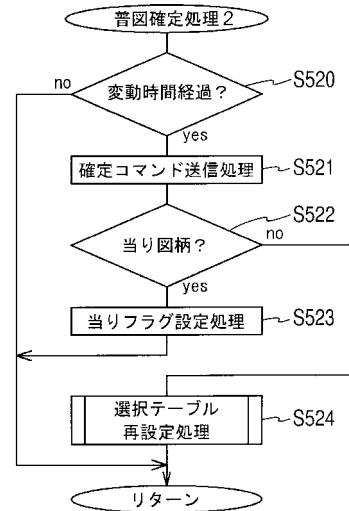 普図確定処理2
変動時間経過?
S520
no
yes
確定コマンド送信処理
S521
当り図柄?
S522
no
yes
当りフラグ設定処理
S523
選択テーブル
再設定処理
S524
リターン